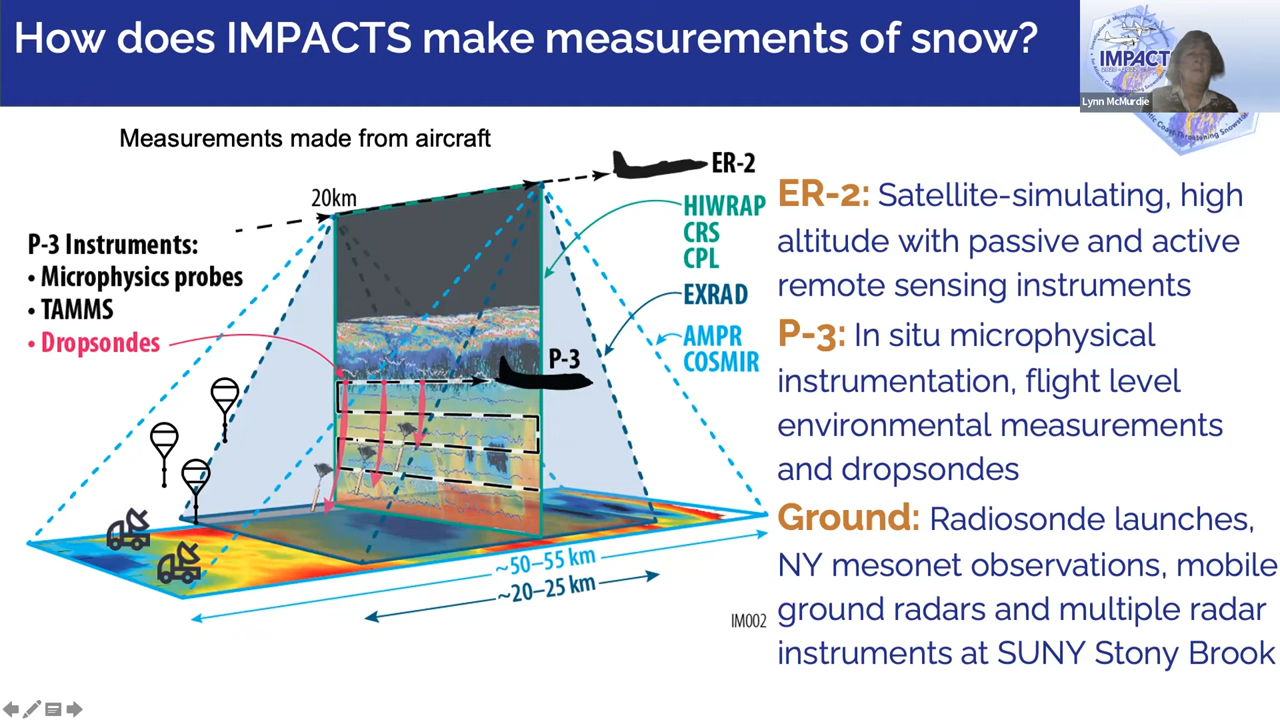 How does IMPACTS make measurements of snow?
IMPACT
Lynn McMurdie
Measurements made from aircraft
ER-2
20km
HIWRAP
CRS
CPL
P-3 Instruments:
• Microphysics probes
• TAMMS
• Dropsondes
EXRAD
AMPR
COSMIR
P-3
~50–55 km
~20–25 km
IM002
ER-2: Satellite-simulating, high
altitude with passive and active
remote sensing instruments
P-3: In situ microphysical
instrumentation, flight level
environmental measurements
and dropsondes
Ground: Radiosonde launches,
NY mesonet observations, mobile
ground radars and multiple radar
instruments at SUNY Stony Brook